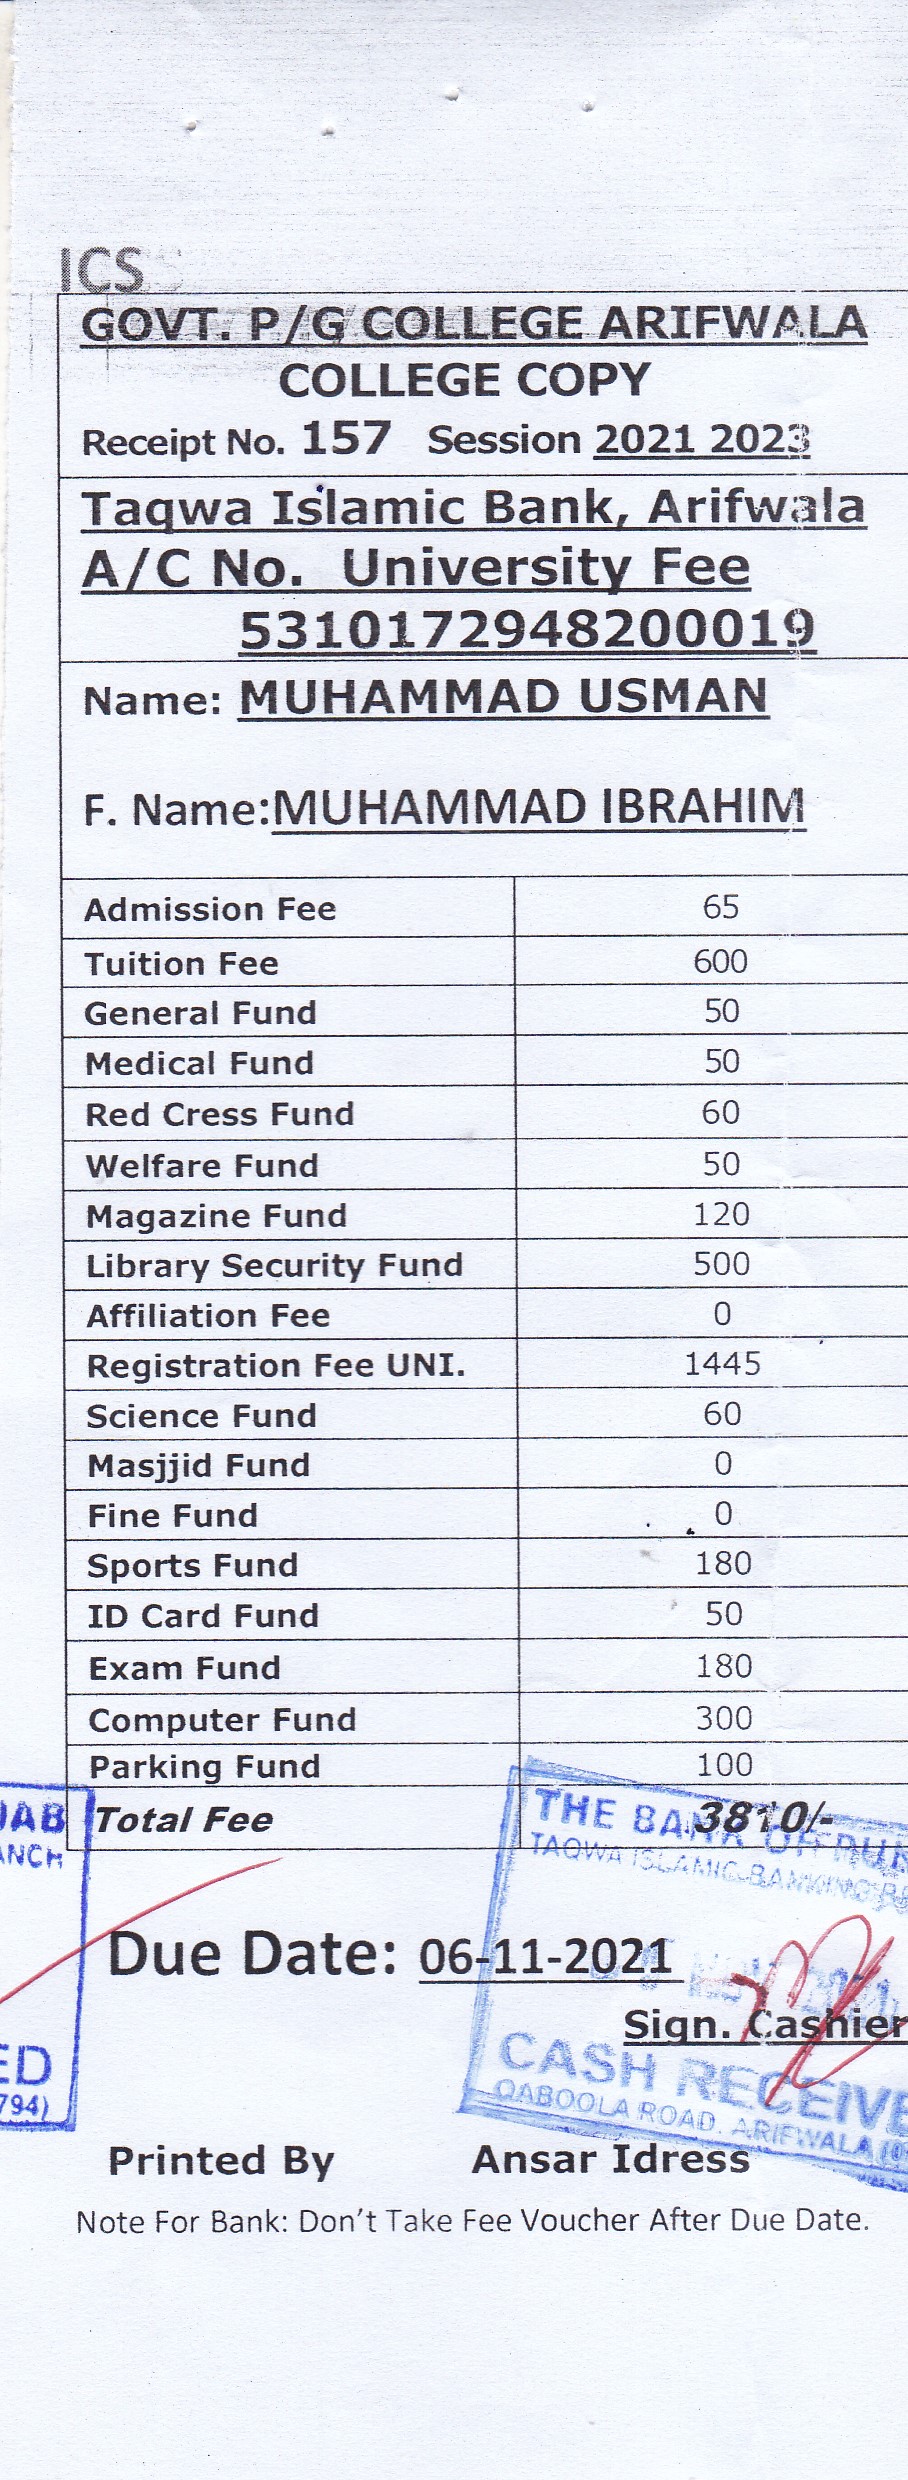 ICS
GOVT. P/G COLLEGE ARIFWALA
COLLEGE COPY
Receipt No. 157 Session 2021 2023
Taqwa Islamic Bank, Arifwala
A/C No. University Fee
5310172948200019
Name: MUHAMMAD USMAN
F. Name:MUHAMMAD IBRAHIM
Admission Fee 65
Tuition Fee 600
General Fund 50
Medical Fund 50
Red Cress Fund 60
Welfare Fund 50
Magazine Fund 120
Library Security Fund 500
Affiliation Fee 0
Registration Fee UNI. 1445
Science Fund 60
Masjjid Fund 0
Fine Fund 0
Sports Fund 180
ID Card Fund 50
Exam Fund 180
Computer Fund 300
Parking Fund 100
Total Fee 3810/-
JAB
ANCH
THE BANK OF PUN
TAQWA ISLAMIC BANKING BR
Due Date: 06-11-2021
Sign. Cashier
ED
794)
CASH RECEIVE
QABOOLA ROAD, ARIFWALA (0
Printed By Ansar Idress
Note For Bank: Don't Take Fee Voucher After Due Date.